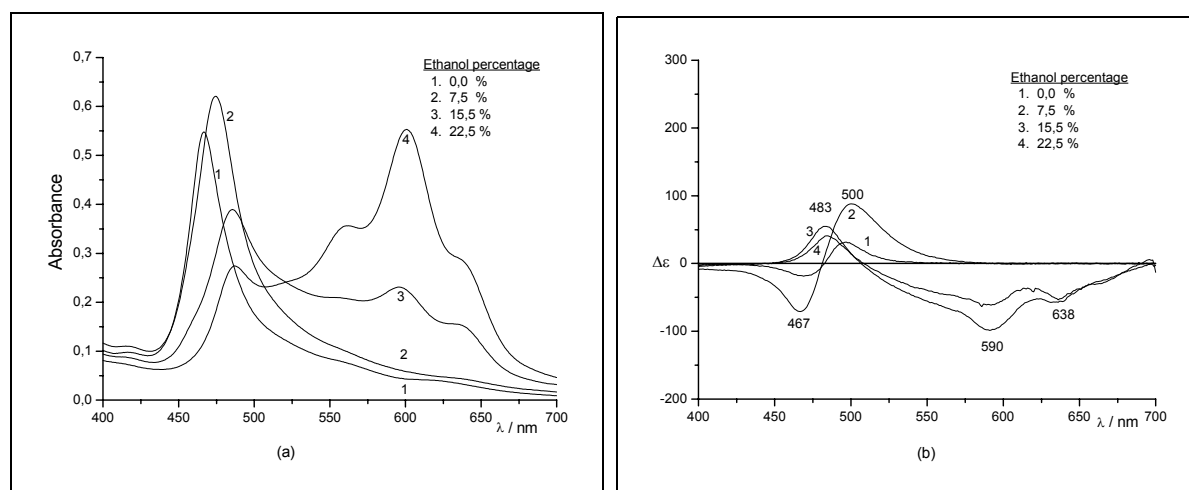 0,7
0,6
0,5
0,4
0,3
0,2
0,1
0,0
Absorbance
Ethanol percentage
1. 0,0 %
2. 7,5 %
3. 15,5 %
4. 22,5 %
2
1
4
3
2
1
400 450 500 550 600 650 700
λ / nm
(a)
300
200
100
Δε 0
-100
-200
Ethanol percentage
1. 0,0 %
2. 7,5 %
3. 15,5 %
4. 22,5 %
500
483
2
3
1
4
467
638
590
400 450 500 550 600 650 700
λ / nm
(b)